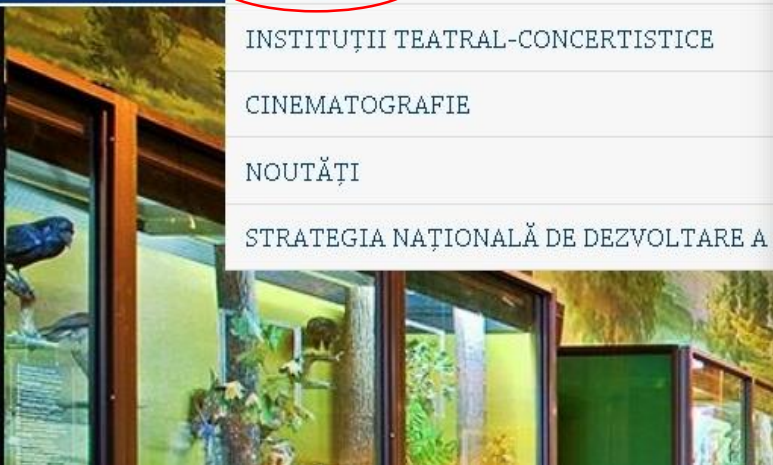 INSTITUȚII TEATRAL-CONCERTISTICE
CINEMATOGRAFIE
NOUTĂȚI
STRATEGIA NAȚIONALĂ DE DEZVOLTARE A